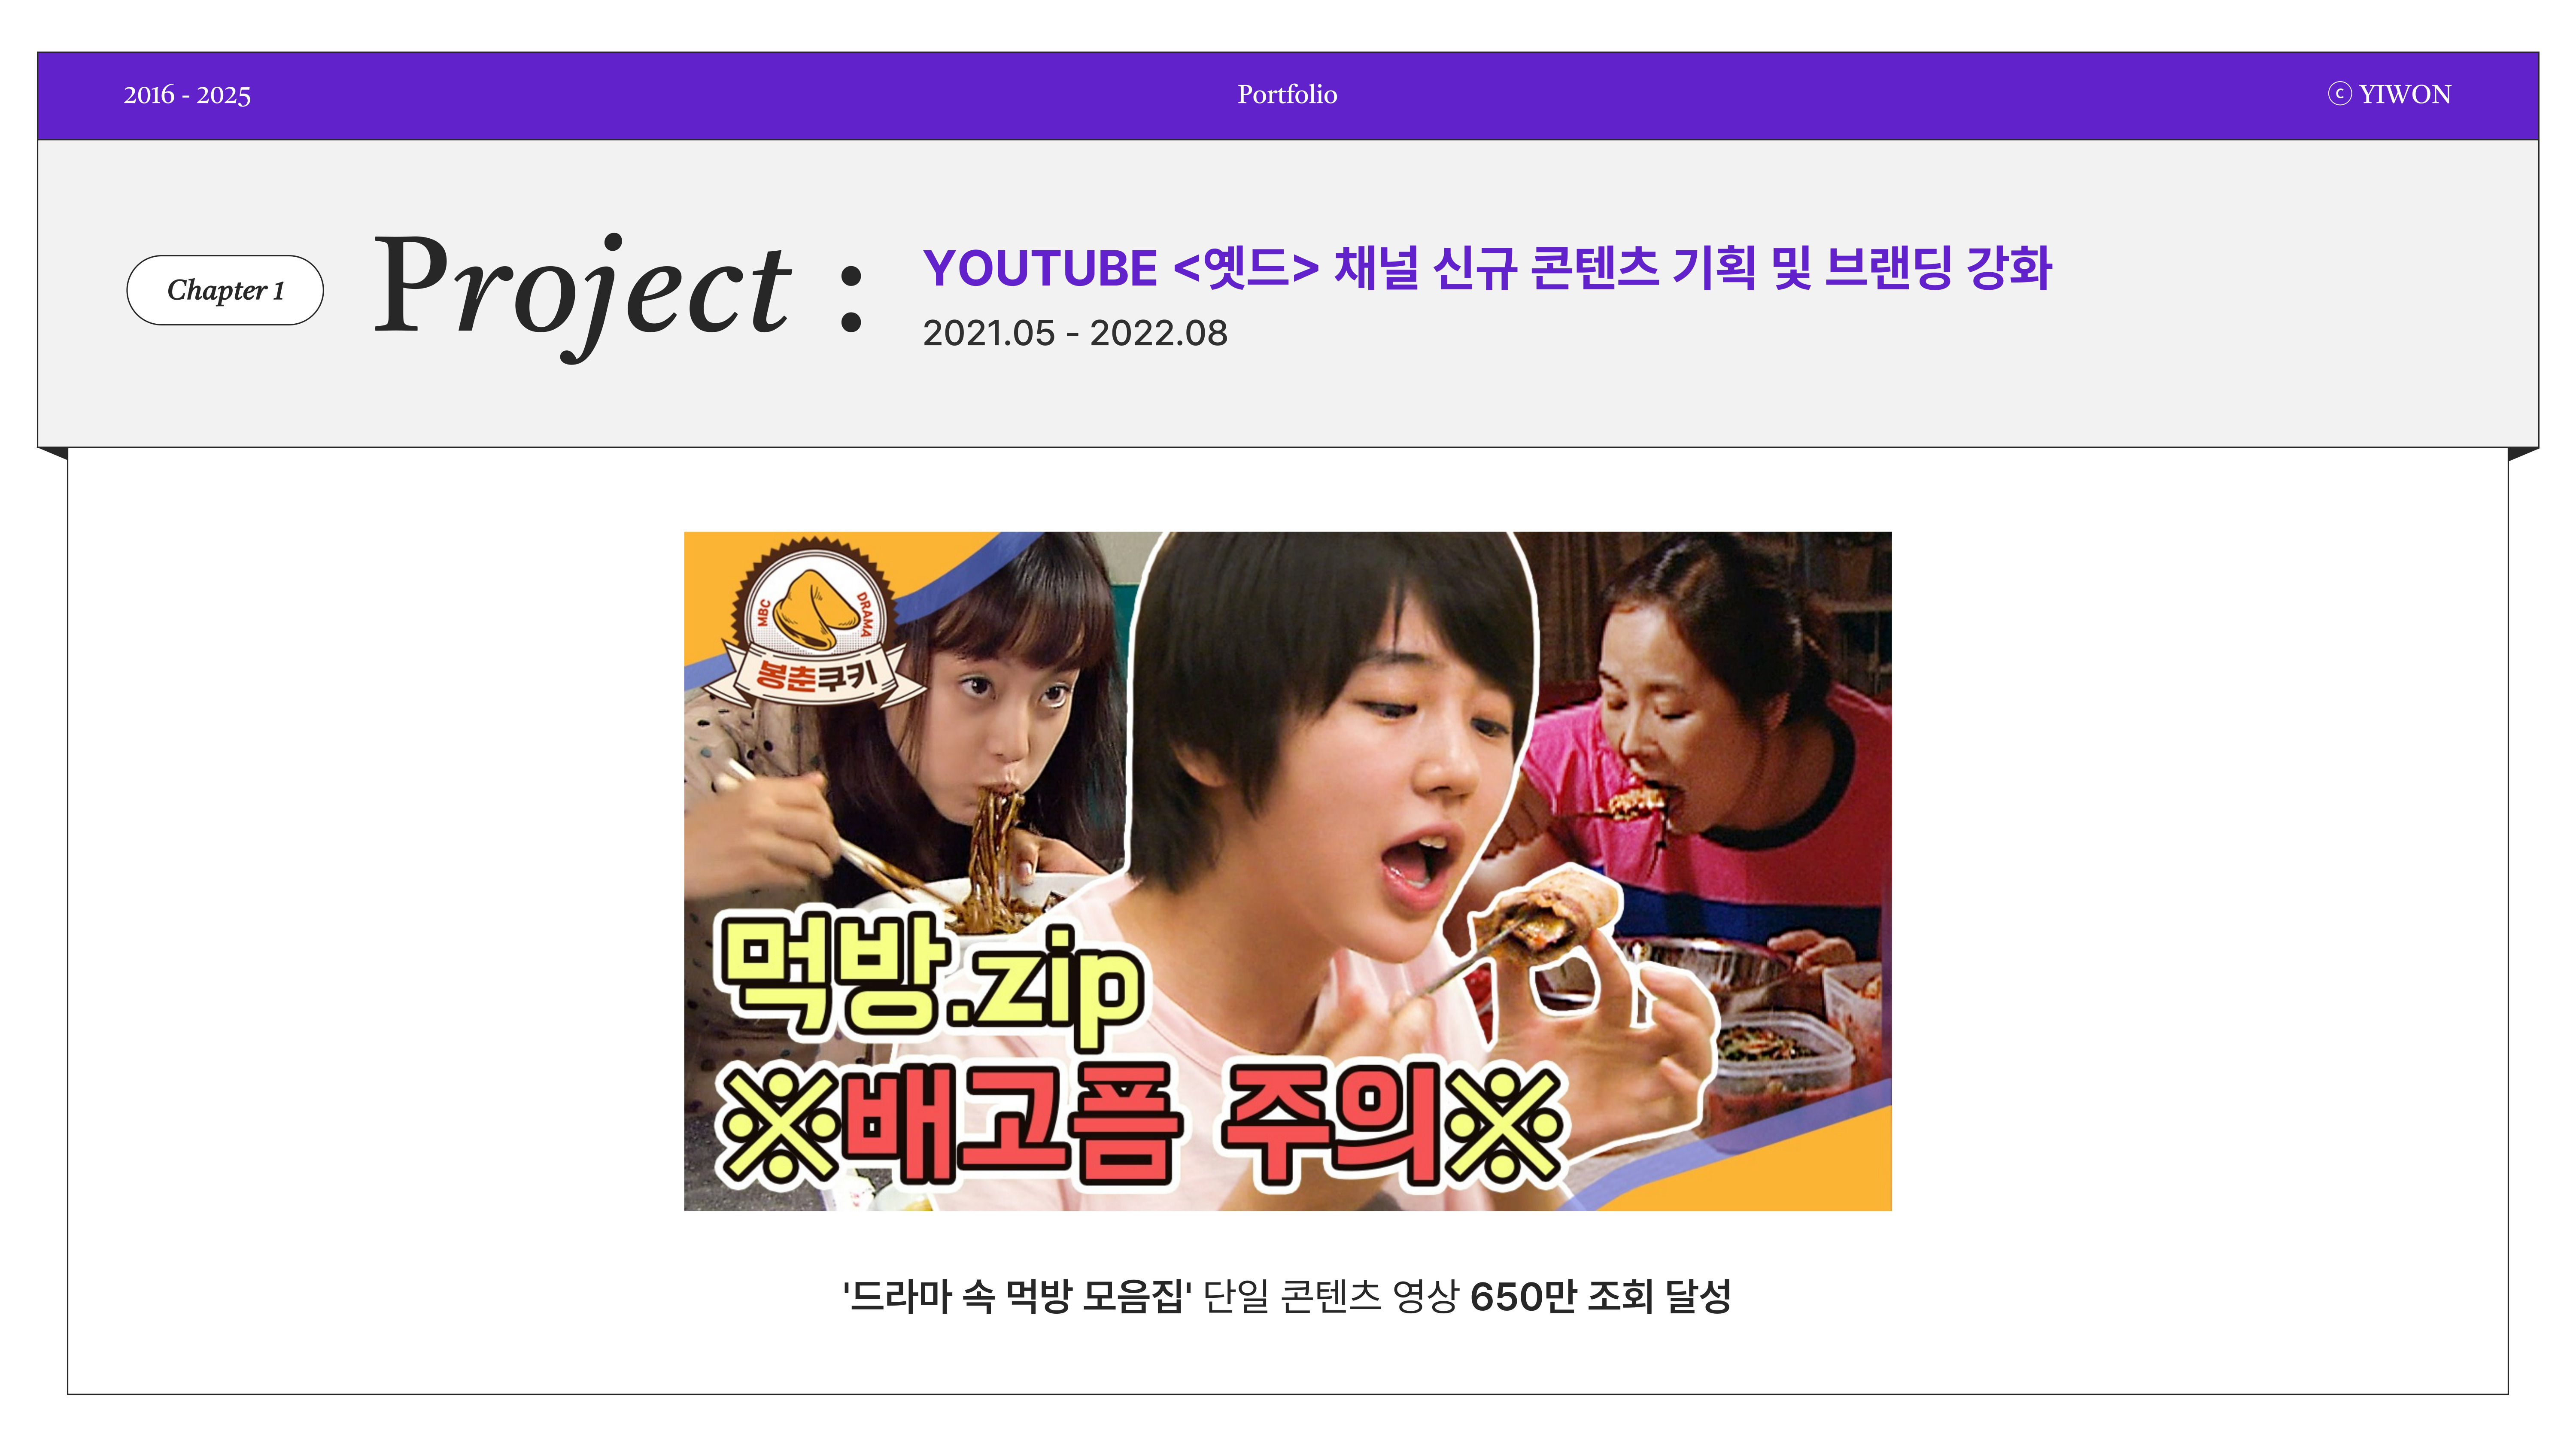 2016 - 2025
Portfolio
ⓒ YIWON
Chapter 1
Project :
YOUTUBE <옛드> 채널 신규 콘텐츠 기획 및 브랜딩 강화
2021.05 - 2022.08
MBC
DRAMA
봉춘쿠키
먹방.zip
※배고픔 주의※
'드라마 속 먹방 모음집' 단일 콘텐츠 영상 650만 조회 달성